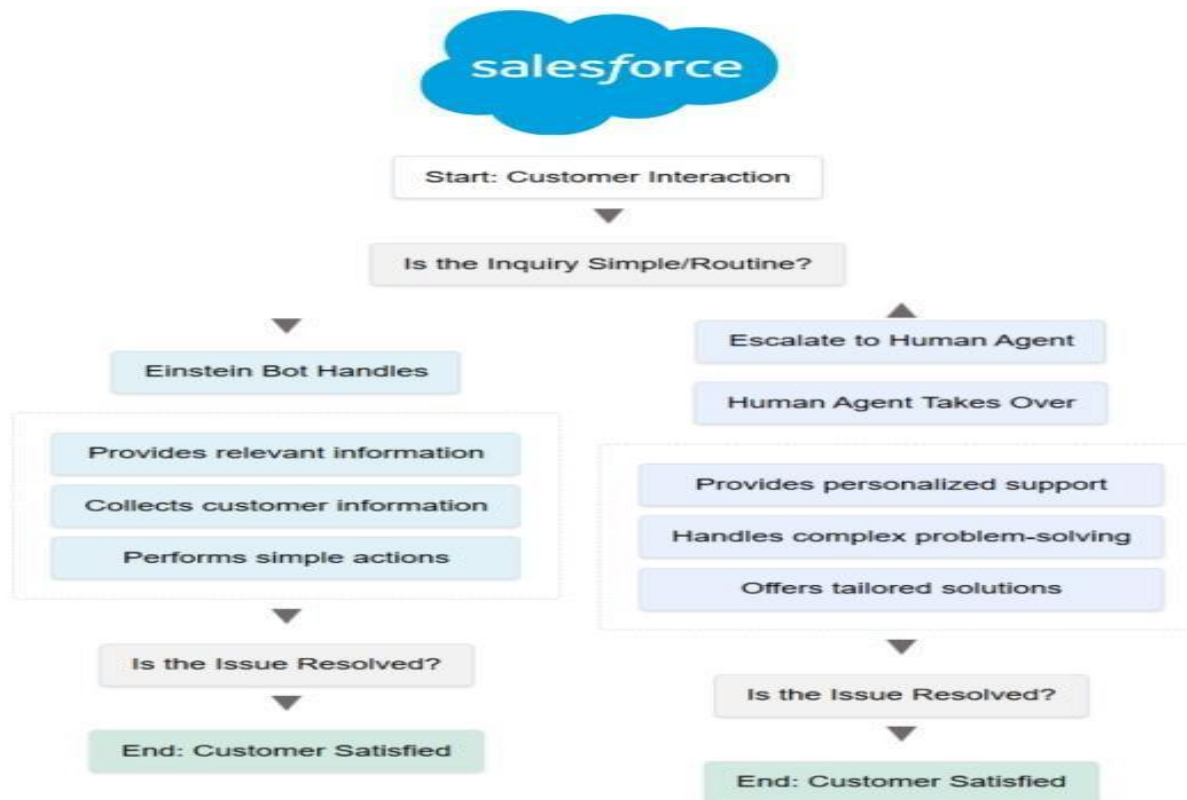 salesforce
Start: Customer Interaction
Is the Inquiry Simple/Routine?
Einstein Bot Handles
Provides relevant information
Collects customer information
Performs simple actions
Is the Issue Resolved?
End: Customer Satisfied
Escalate to Human Agent
Human Agent Takes Over
Provides personalized support
Handles complex problem-solving
Offers tailored solutions
Is the Issue Resolved?
End: Customer Satisfied